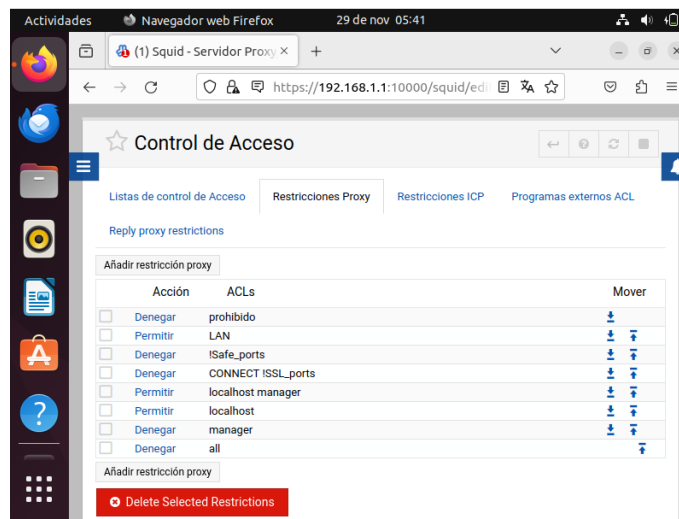 Actividades Navegador web Firefox 29 de nov 05:41
(1) Squid - Servidor Proxy
https://192.168.1.1:10000/squid/edi
Control de Acceso
Listas de control de Acceso Restricciones Proxy Restricciones ICP Programas externos ACL
Reply proxy restrictions
Añadir restricción proxy
Acción ACLs Mover
Denegar prohibido
Permitir LAN
Denegar !Safe_ports
Denegar CONNECT !SSL_ports
Permitir localhost manager
Permitir localhost
Denegar manager
Denegar all
Añadir restricción proxy
Delete Selected Restrictions